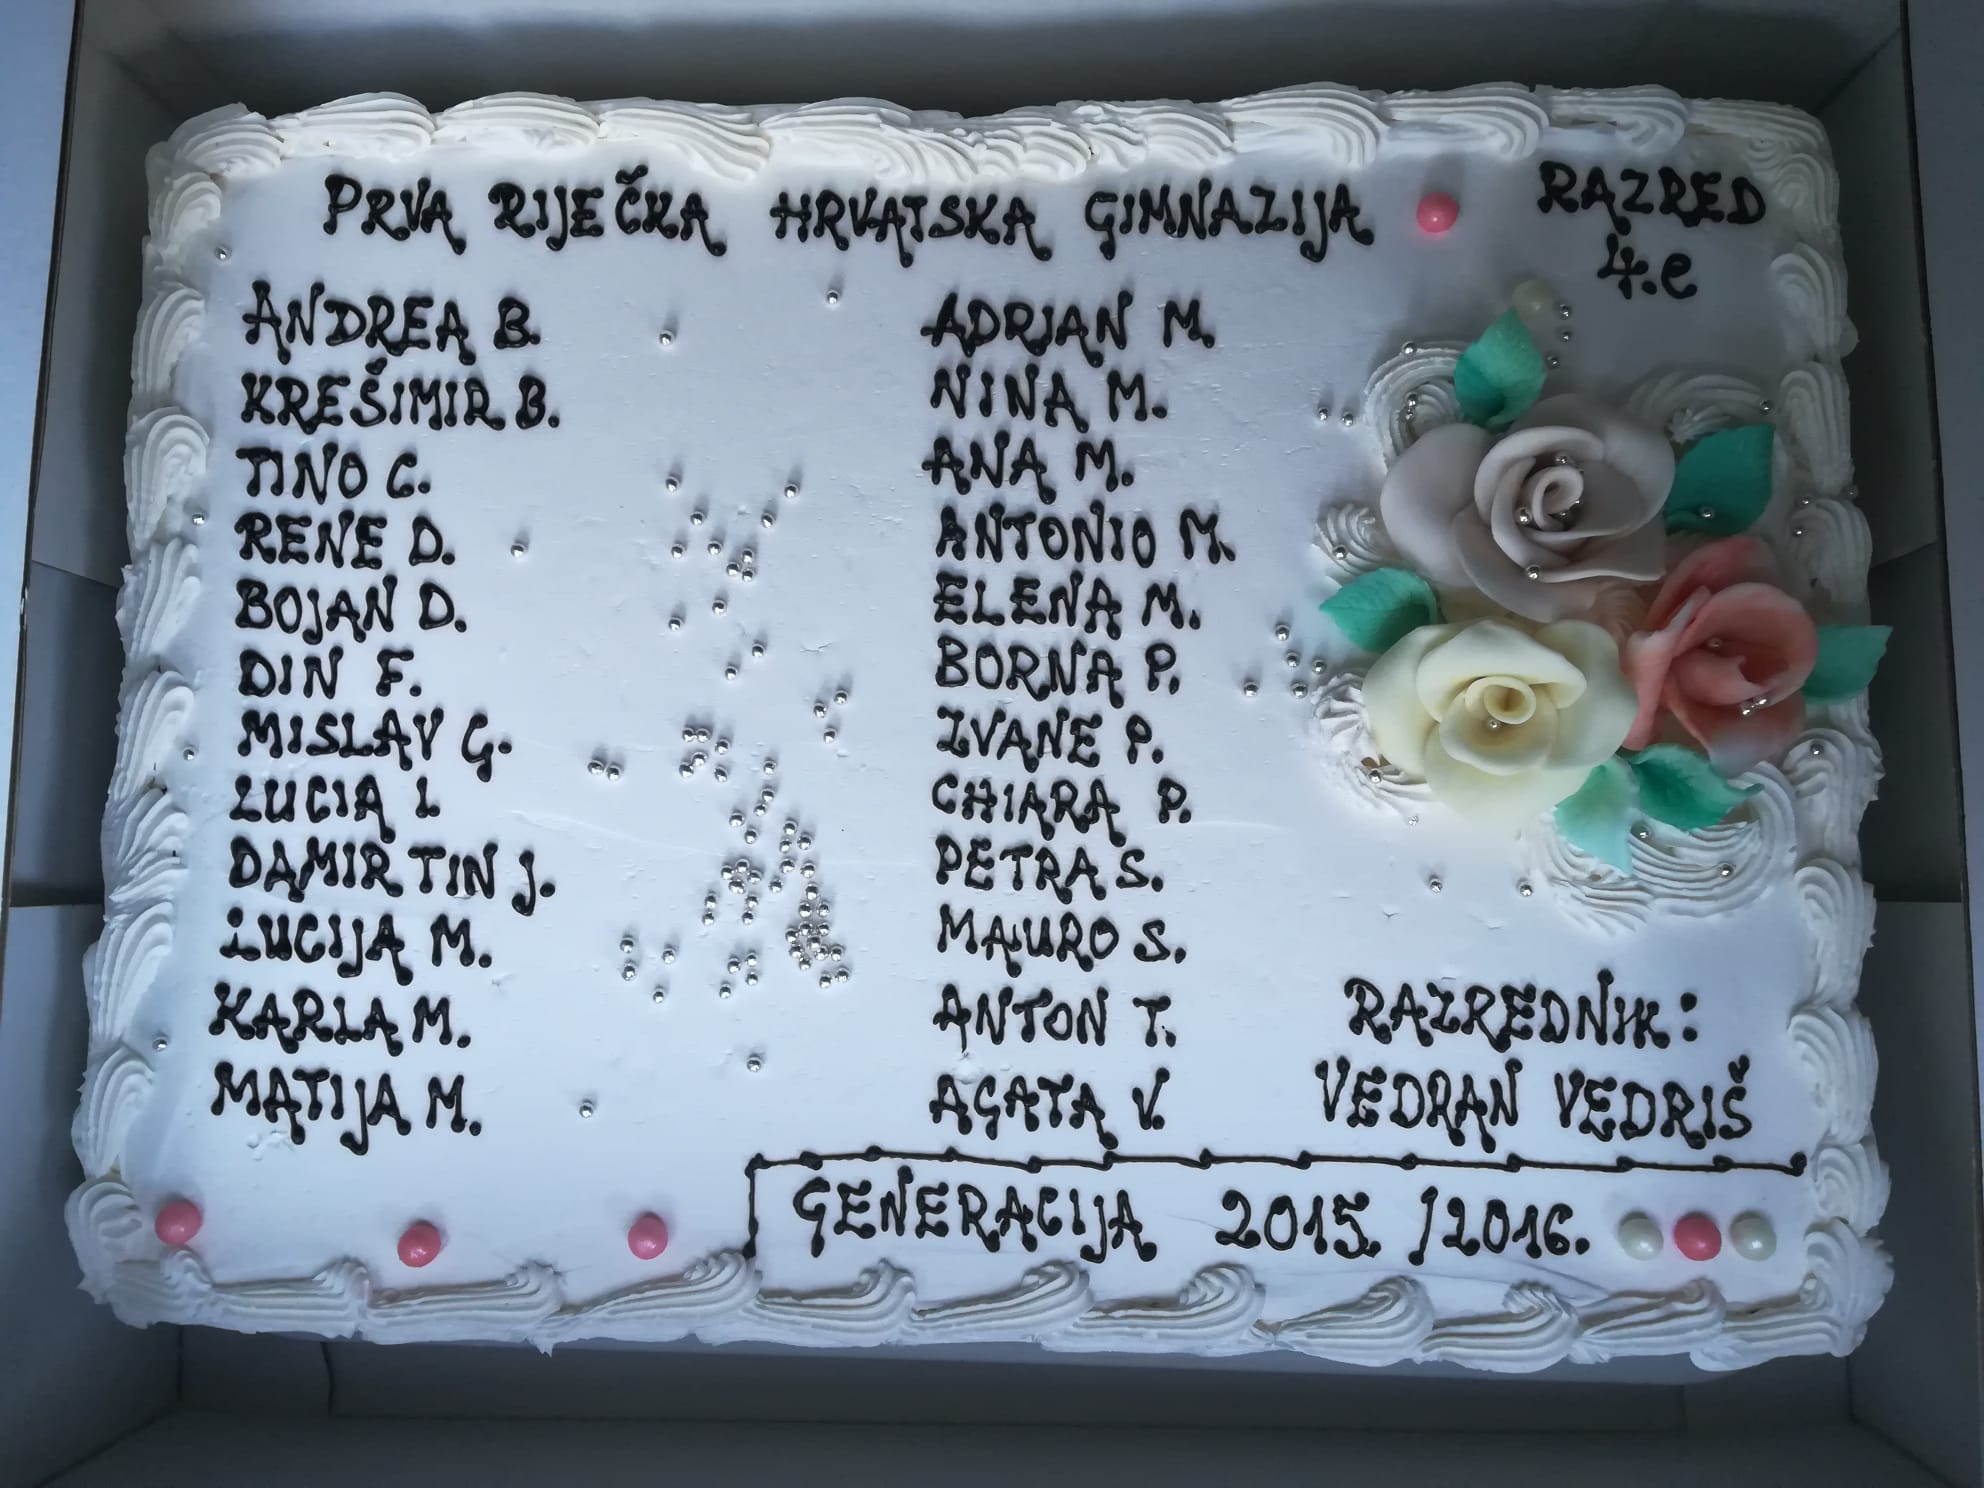 PRVA RIJEČKA HRVATSKA GIMNAZIJA
RAZRED
4.e
ANDREA B.
KREŠIMIR B.
TINO C.
RENE D.
BOJAN D.
DIN F.
MISLAV G.
LUCIA I.
DAMIR TIN J.
LUCIJA M.
KARLA M.
MATIJA M.
ADRIAN M.
NINA M.
ANA M.
ANTONIO M.
ELENA M.
BORNA P.
IVANE P.
CHIARA P.
PETRA S.
MAURO S.
ANTON T.
AGATA V.
RAZREDNIK:
VEDRAN VEDRIŠ
GENERACIJA 2015. /2016.